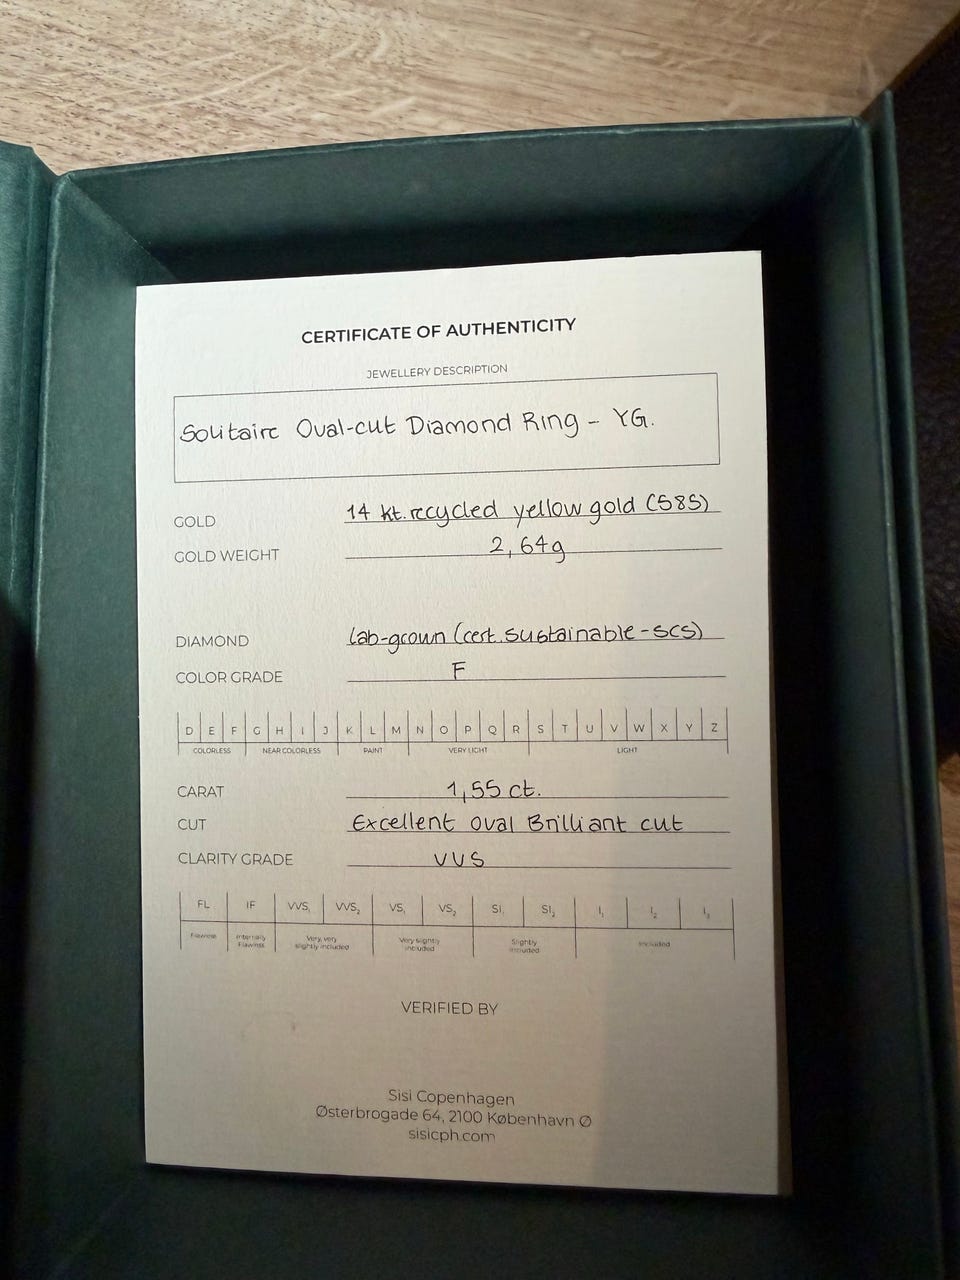 CERTIFICATE OF AUTHENTICITY
JEWELLERY DESCRIPTION
Solitaire Oval-cut Diamond Ring - YG.
GOLD 14 kt. recycled yellow gold (585)
GOLD WEIGHT 2,64g
DIAMOND lab-grown (cert. sustainable - SCS)
COLOR GRADE F
D E F G H I J K L M N O P Q R S T U V W X Y Z
COLORLESS NEAR COLORLESS FAINT VERY LIGHT LIGHT
CARAT 1,55 ct.
CUT Excellent Oval Brilliant cut
CLARITY GRADE VVS
FL IF VVS₁ VVS₂ VS₁ VS₂ SI₁ SI₂ I₁ I₂ I₃
Flawless Internally Flawless Very, very slightly included Very slightly included Slightly included Included
VERIFIED BY
Sisi Copenhagen
Østerbrogade 64, 2100 København Ø
sisicph.com